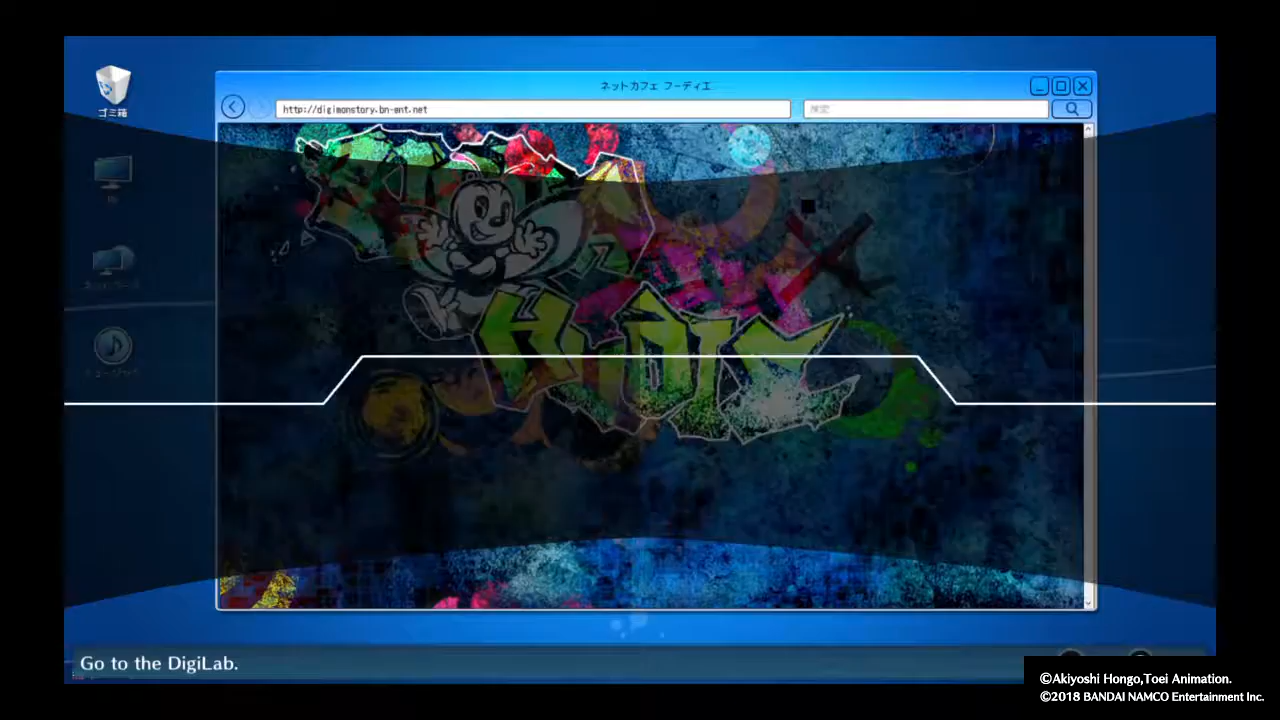 ネットカフェ フーディエ
ゴミ箱
http://digimonstory.bn-ent.net
検索
Go to the DigiLab.
©Akiyoshi Hongo,Toei Animation.
©2018 BANDAI NAMCO Entertainment Inc.